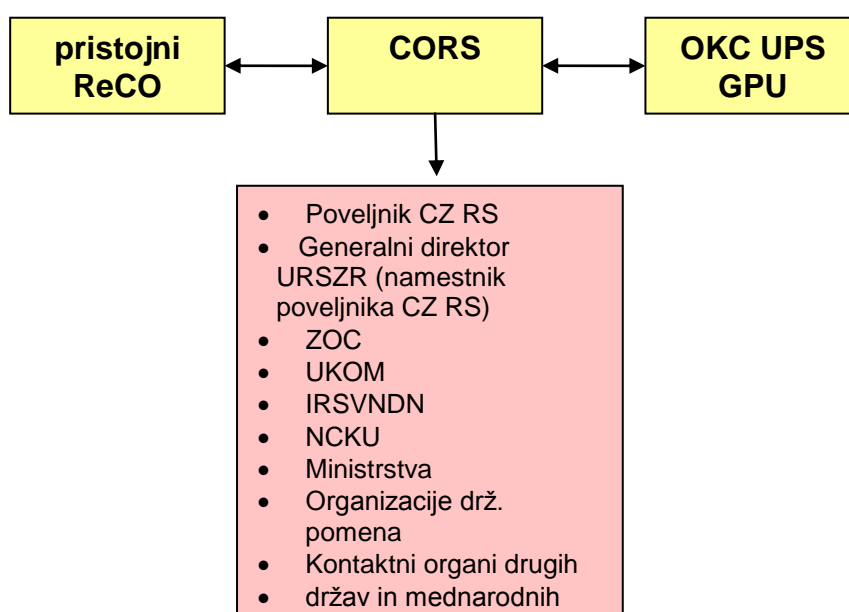 pristojni
ReCO
CORS
OKC UPS
GPU
• Poveljnik CZ RS
• Generalni direktor
URSZR (namestnik
poveljnika CZ RS)
• ZOC
• UKOM
• IRSVNDN
• NCKU
• Ministrstva
• Organizacije drž.
pomena
• Kontaktni organi drugih
• držav in mednarodnih